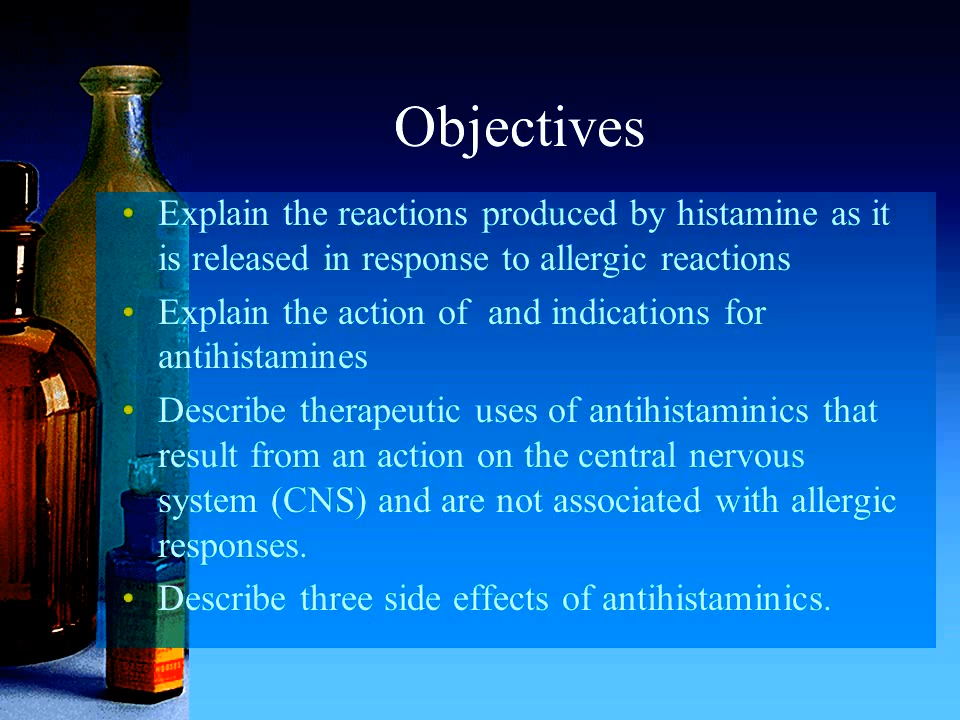 Objectives
• Explain the reactions produced by histamine as it
is released in response to allergic reactions
• Explain the action of  and indications for
antihistamines
• Describe therapeutic uses of antihistaminics that
result from an action on the central nervous
system (CNS) and are not associated with allergic
responses.
• Describe three side effects of antihistaminics.